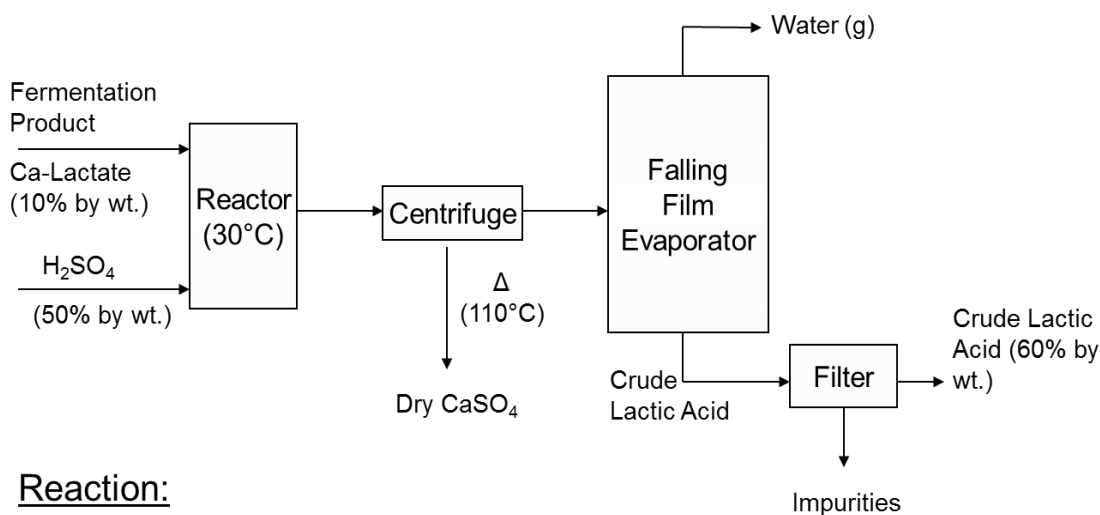 Water (g)
Fermentation
Product
Ca-Lactate
(10% by wt.)
Reactor
(30°C)
H₂SO₄
(50% by wt.)
Centrifuge
Δ
(110°C)
Dry CaSO₄
Falling
Film
Evaporator
Crude
Lactic Acid
Filter
Crude Lactic
Acid (60% by
wt.)
Impurities
Reaction: